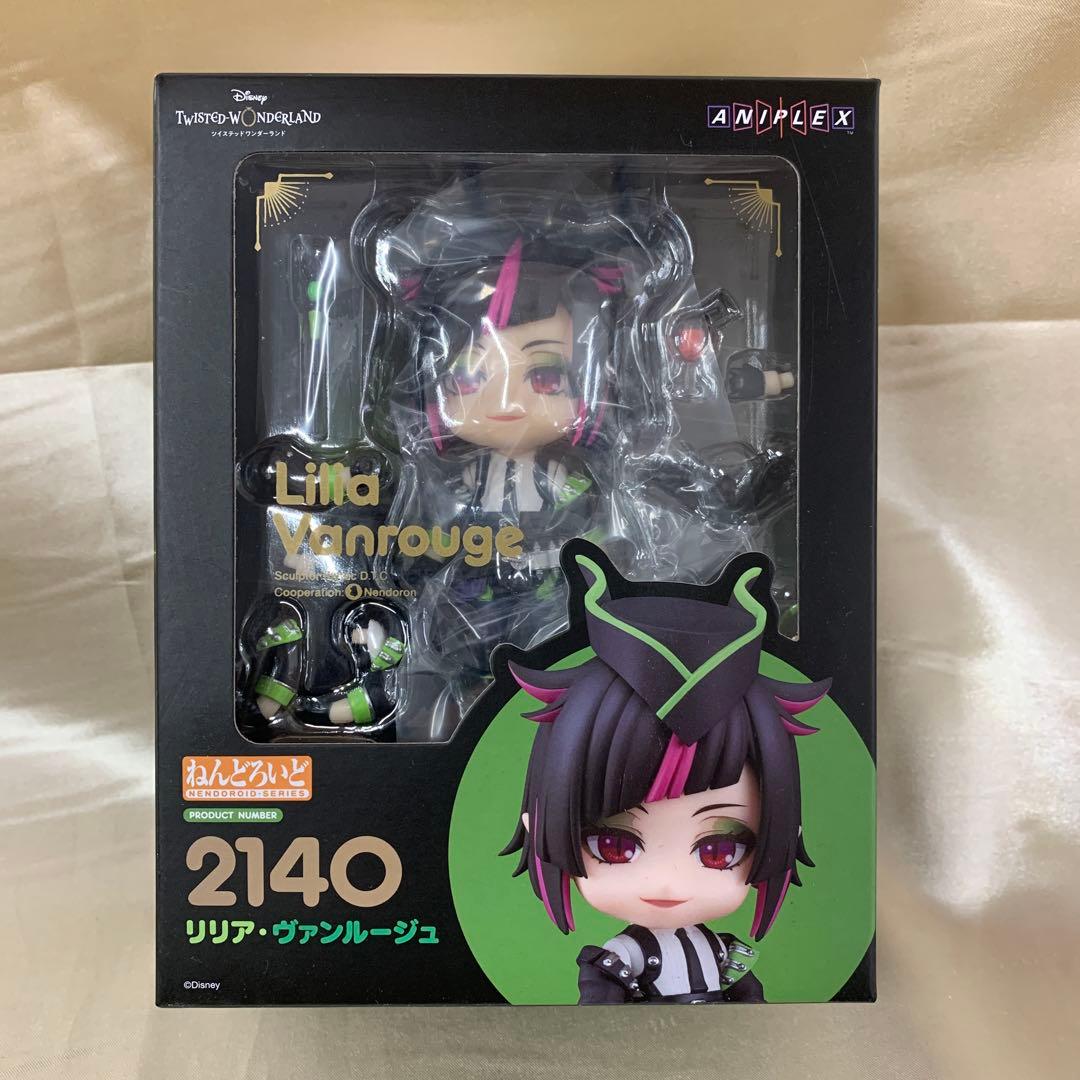 Disney
TWISTED-WONDERLAND
ツイステッドワンダーランド
ANIPLEX
TM
Lilia
Vanrouge
D.T.C
Cooperation: Nendoron
ねんどろいど
NENDOROID-SERIES
PRODUCT NUMBER
2140
リリア・ヴァンルージュ
©Disney